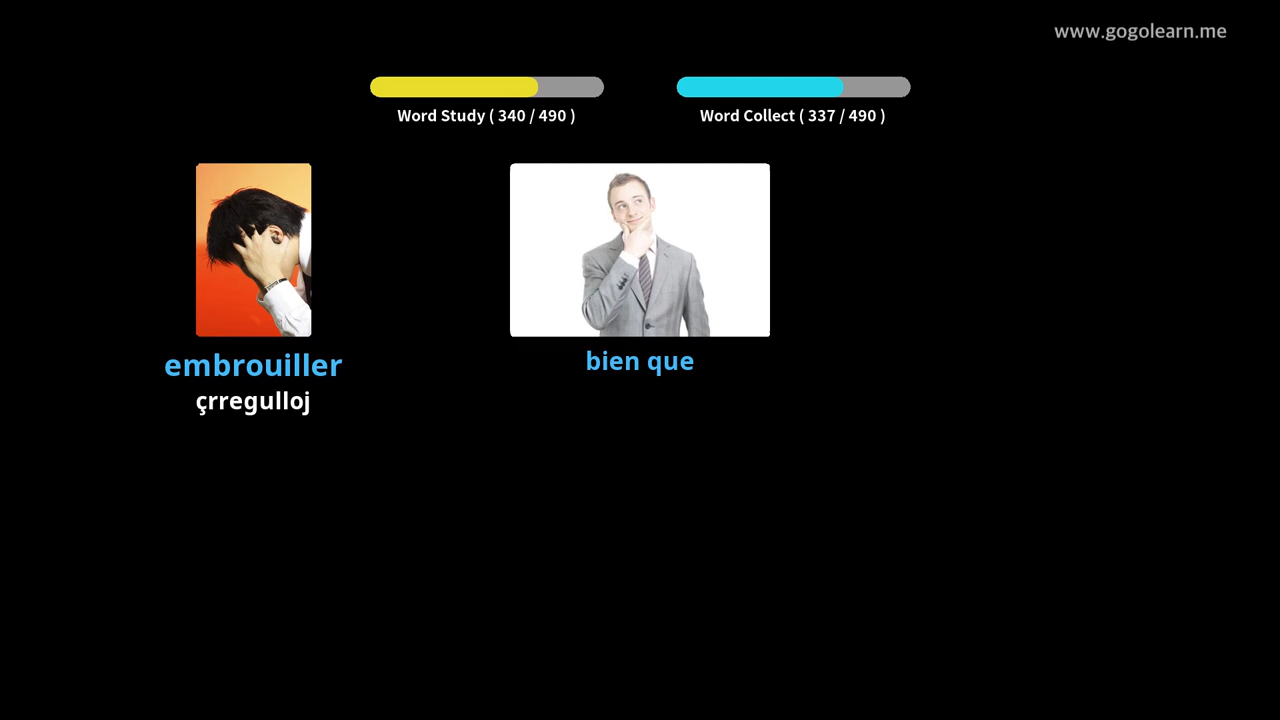 www.gogolearn.me
Word Study ( 340 / 490 )
Word Collect ( 337 / 490 )
embrouiller
çrregulloj
bien que